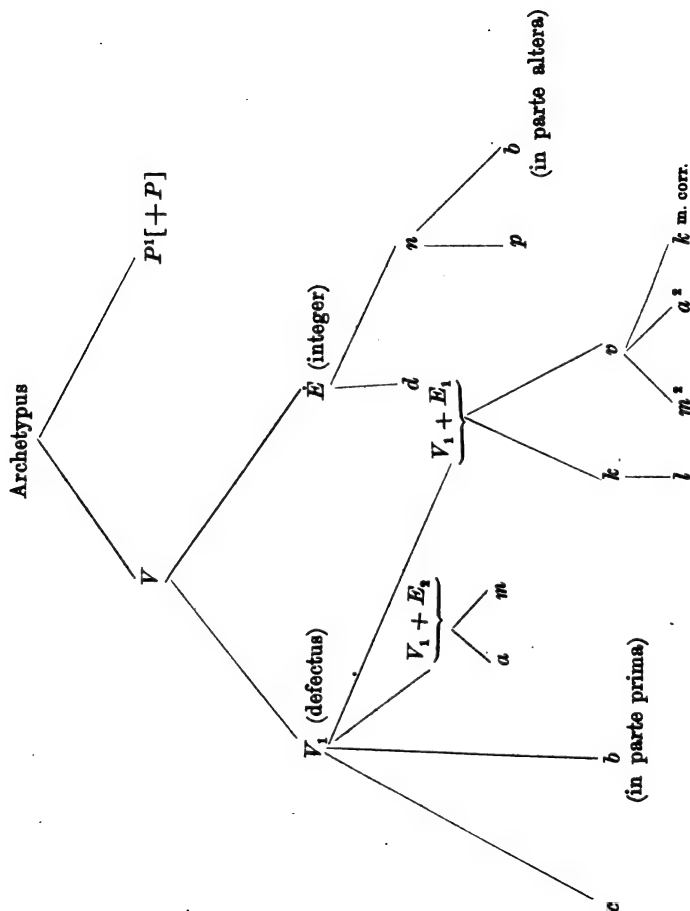 Archetypus
V
P¹[+P]
V₁ (defectus)
E (integer)
V₁ + E₂
V₁ + E₁
d
n
a
m
p
b
(in parte altera)
c
b
(in parte prima)
k
v
l
m²
a²
k m. corr.